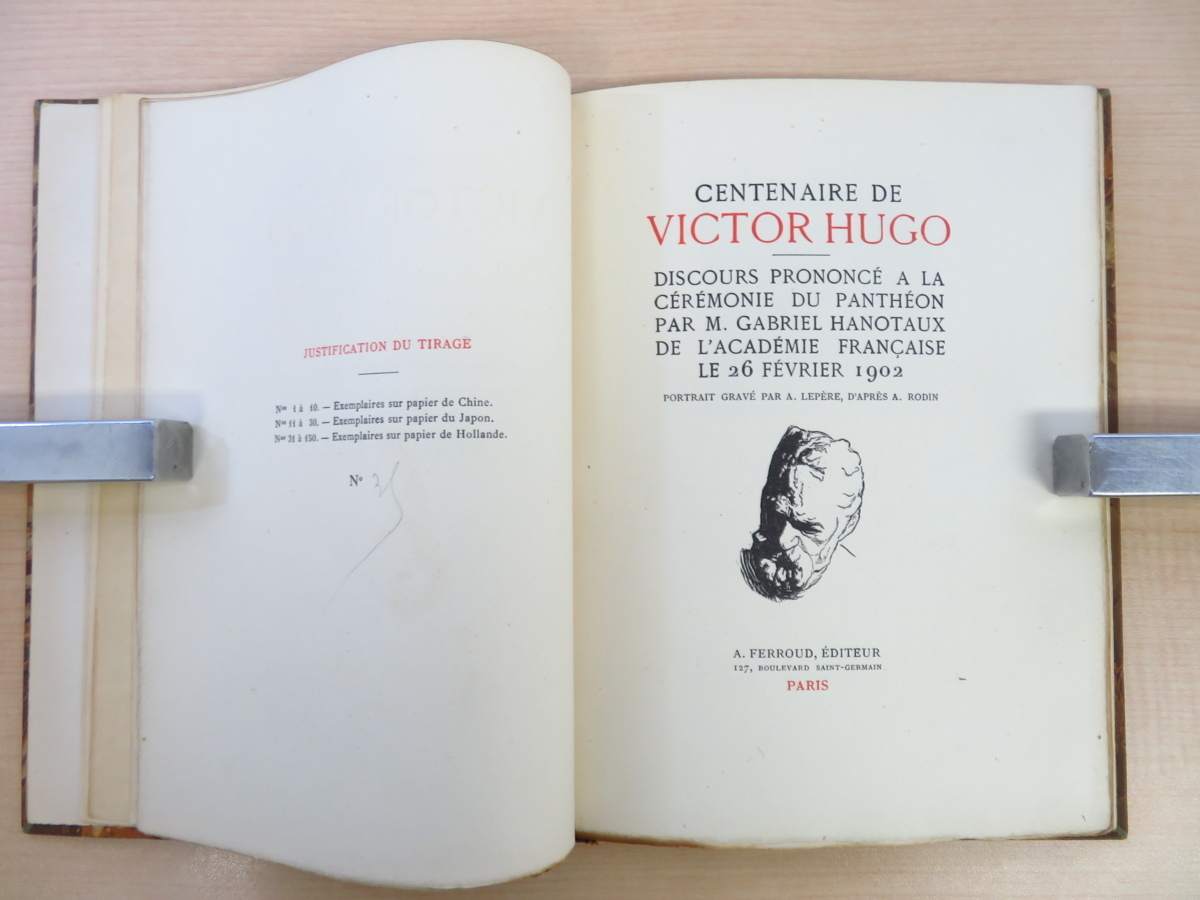 JUSTIFICATION DU TIRAGE
Nos 1 à 10. — Exemplaires sur papier de Chine.
Nos 11 à 30. — Exemplaires sur papier du Japon.
Nos 31 à 150. — Exemplaires sur papier de Hollande.
No
CENTENAIRE DE
VICTOR HUGO
DISCOURS PRONONCÉ A LA
CÉRÉMONIE DU PANTHÉON
PAR M. GABRIEL HANOTAUX
DE L'ACADÉMIE FRANÇAISE
LE 26 FÉVRIER 1902
PORTRAIT GRAVÉ PAR A. LEPÈRE, D'APRÈS A. RODIN
A. FERROUD, ÉDITEUR
127, BOULEVARD SAINT-GERMAIN
PARIS